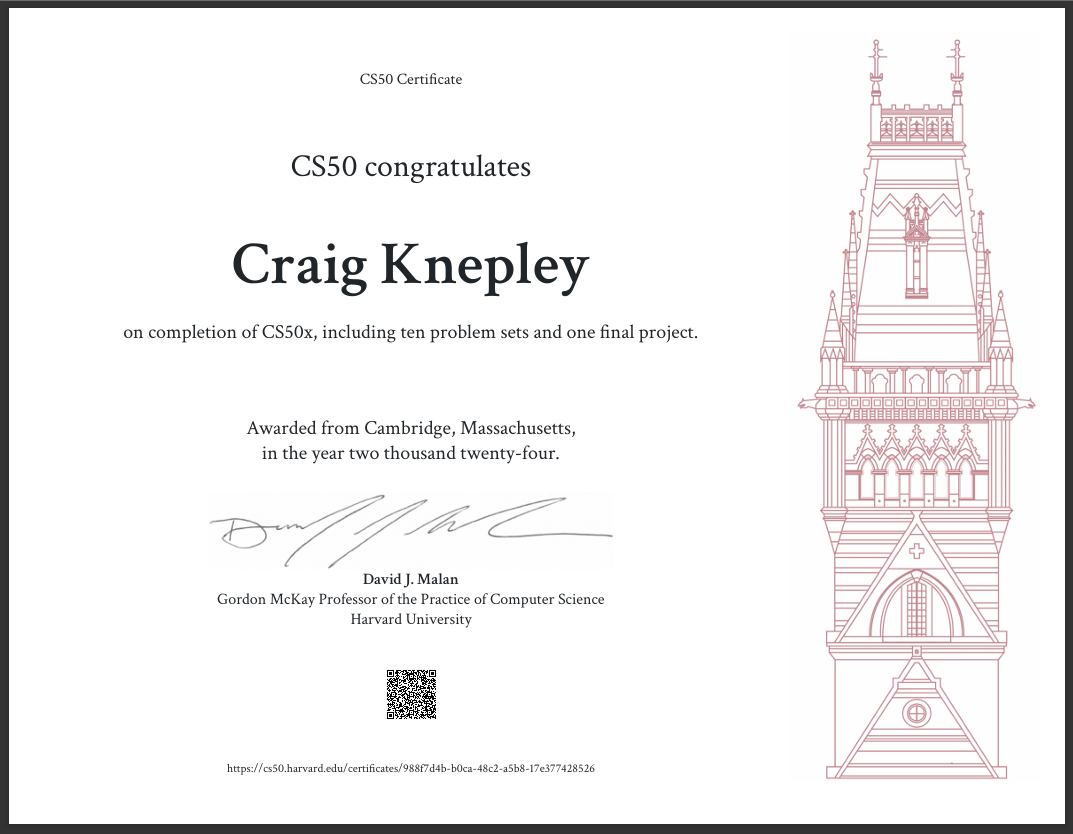 CS50 Certificate
CS50 congratulates
Craig Knepley
on completion of CS50x, including ten problem sets and one final project.
Awarded from Cambridge, Massachusetts,
in the year two thousand twenty-four.
David J. Malan
Gordon McKay Professor of the Practice of Computer Science
Harvard University
https://cs50.harvard.edu/certificates/988f7d4b-b0ca-48c2-a5b8-17e377428526